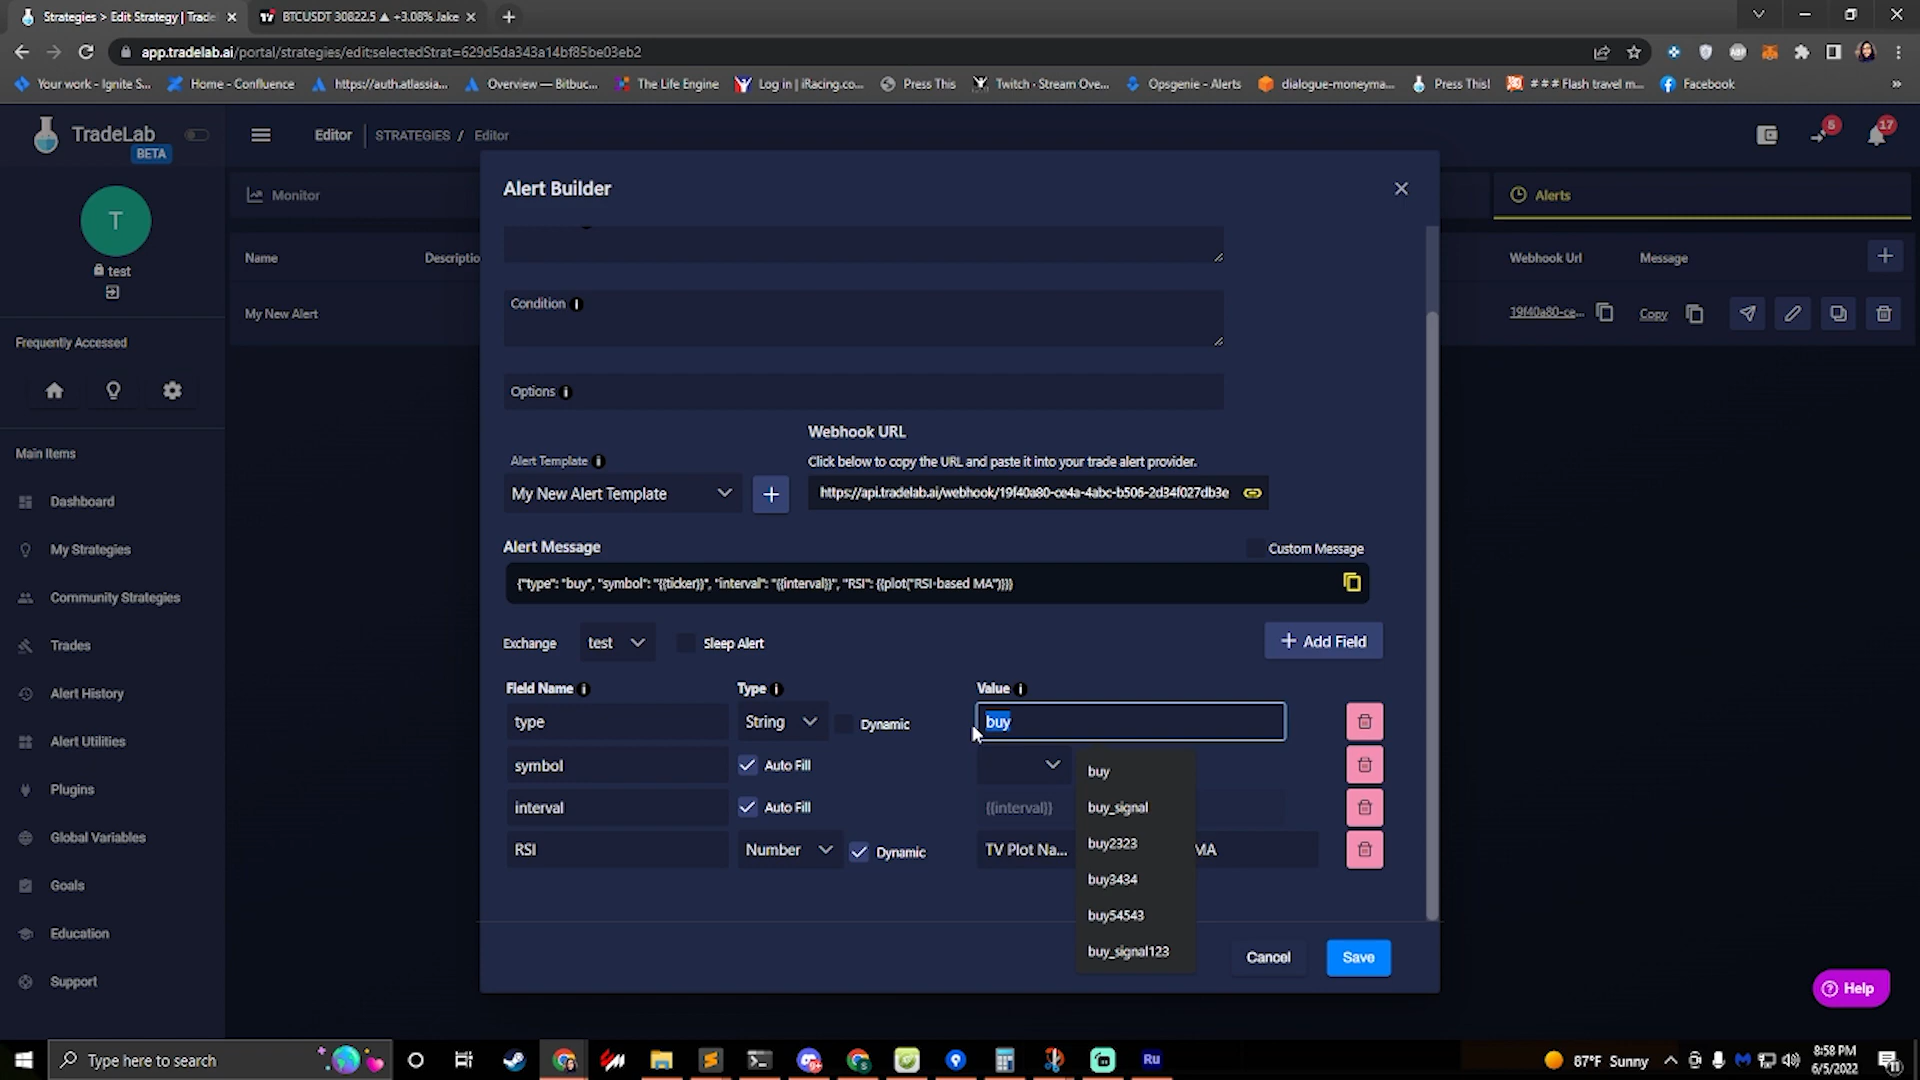 Strategies > Edit Strategy | Trade
BTCUSDT 30822.5 ▲ +3.08% Jake
app.tradelab.ai/portal/strategies/edit;selectedStrat=629d5da343a14bf85be03eb2
Your work - Ignite S...
Home - Confluence
https://auth.atlassia...
Overview — Bitbuc...
The Life Engine
Log in | iRacing.co...
Press This
Twitch - Stream Ove...
Opsgenie - Alerts
dialogue-moneyma...
Press This!
###Flash travel m...
Facebook
»
TradeLab
BETA
Editor
STRATEGIES / Editor
5
17
T
test
Frequently Accessed
Main Items
Dashboard
My Strategies
Community Strategies
Trades
Alert History
Alert Utilities
Plugins
Global Variables
Goals
Education
Support
Monitor
Alerts
Name
Descriptio
Webhook Url
Message
My New Alert
19f40a80-ce...
Copy
Alert Builder
Condition
Options
Webhook URL
Alert Template
Click below to copy the URL and paste it into your trade alert provider.
My New Alert Template
https://api.tradelab.ai/webhook/19f40a80-ce4a-4abc-b506-2d34f027db3e
Alert Message
Custom Message
{"type": "buy", "symbol": "{{ticker}}", "interval": "{{interval}}", "RSI": {{plot("RSI-based MA")}}}
Exchange
test
Sleep Alert
+ Add Field
Field Name
Type
Value
type
String
Dynamic
buy
symbol
Auto Fill
interval
Auto Fill
{{interval}}
RSI
Number
Dynamic
TV Plot Na...
MA
buy
buy_signal
buy2323
buy3434
buy54543
buy_signal123
Cancel
Save
Help
Type here to search
Ru
87°F Sunny
8:58 PM
6/5/2022